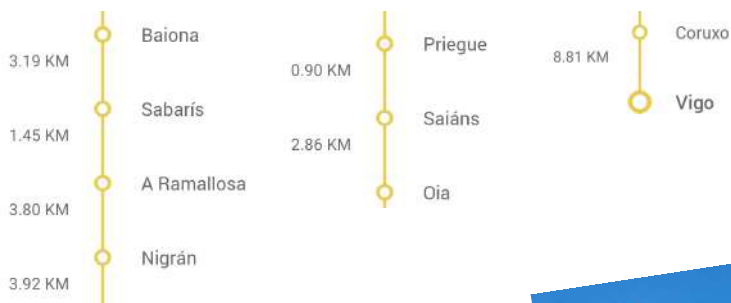 Baiona
3.19 KM
Sabarís
1.45 KM
A Ramallosa
3.80 KM
Nigrán
3.92 KM
Priegue
0.90 KM
Saiáns
2.86 KM
Oia
Coruxo
8.81 KM
Vigo